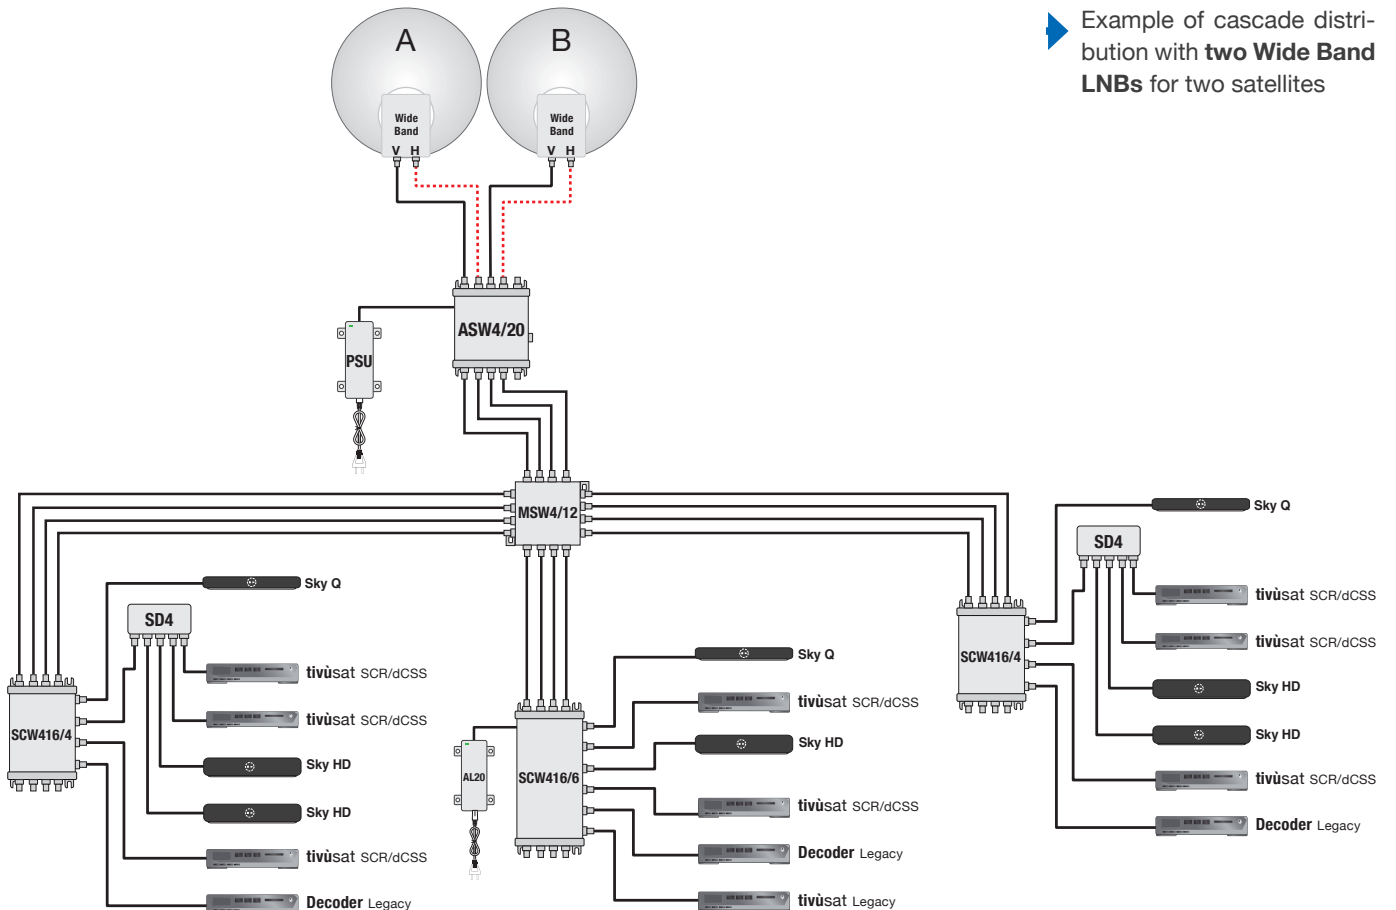 Example of cascade distri-
bution with two Wide Band
LNBs for two satellites
A
B
Wide
Band
V H
Wide
Band
V H
ASW4/20
PSU
MSW4/12
Sky Q
SD4
tivùsat SCR/dCSS
tivùsat SCR/dCSS
SCW416/4
Sky HD
Sky HD
tivùsat SCR/dCSS
Decoder Legacy
Sky Q
tivùsat SCR/dCSS
Sky HD
AL20
SCW416/6
tivùsat SCR/dCSS
Decoder Legacy
tivùsat Legacy
Sky Q
SD4
tivùsat SCR/dCSS
tivùsat SCR/dCSS
SCW416/4
Sky HD
Sky HD
tivùsat SCR/dCSS
Decoder Legacy